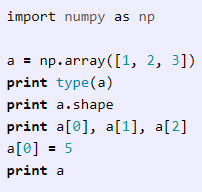 import numpy as np
a = np.array([1, 2, 3])
print type(a)
print a.shape
print a[0], a[1], a[2]
a[0] = 5
print a